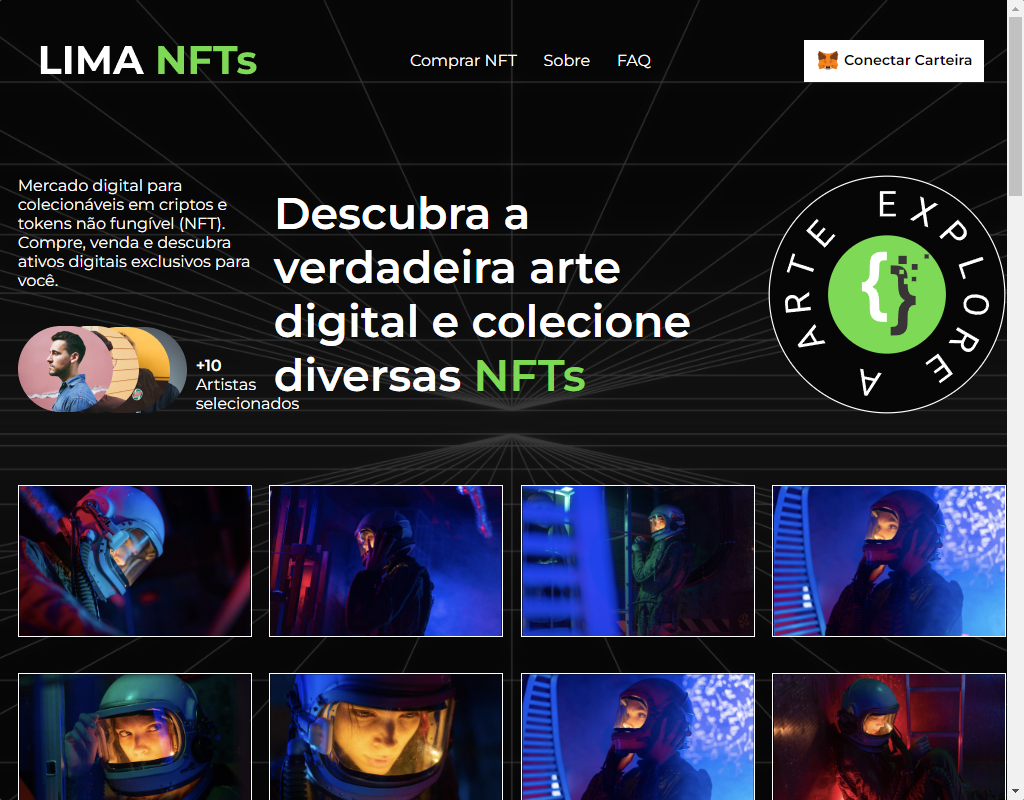 LIMA NFTs
Comprar NFT
Sobre
FAQ
Conectar Carteira
Mercado digital para
colecionáveis em criptos e
tokens não fungível (NFT).
Compre, venda e descubra
ativos digitais exclusivos para
você.
+10
Artistas
selecionados
Descubra a
verdadeira arte
digital e colecione
diversas NFTs
EXPLORE A ARTE